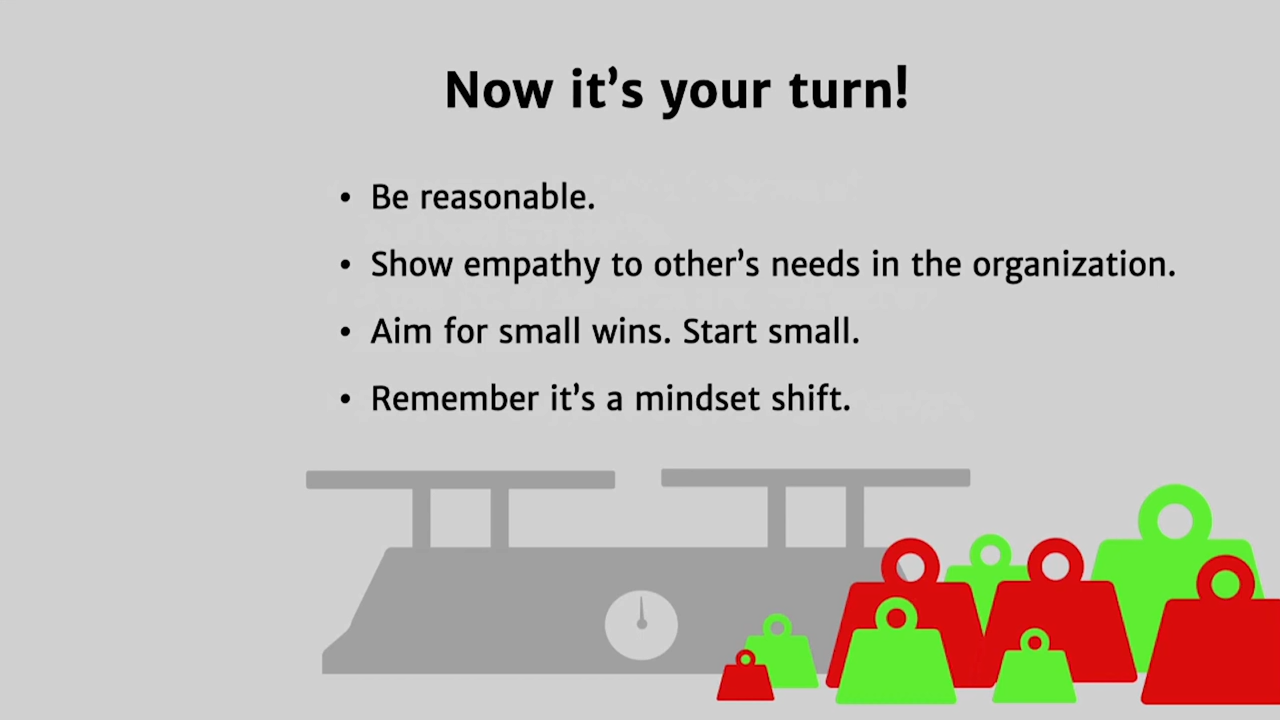 Now it’s your turn!
• Be reasonable.
• Show empathy to other’s needs in the organization.
• Aim for small wins. Start small.
• Remember it’s a mindset shift.